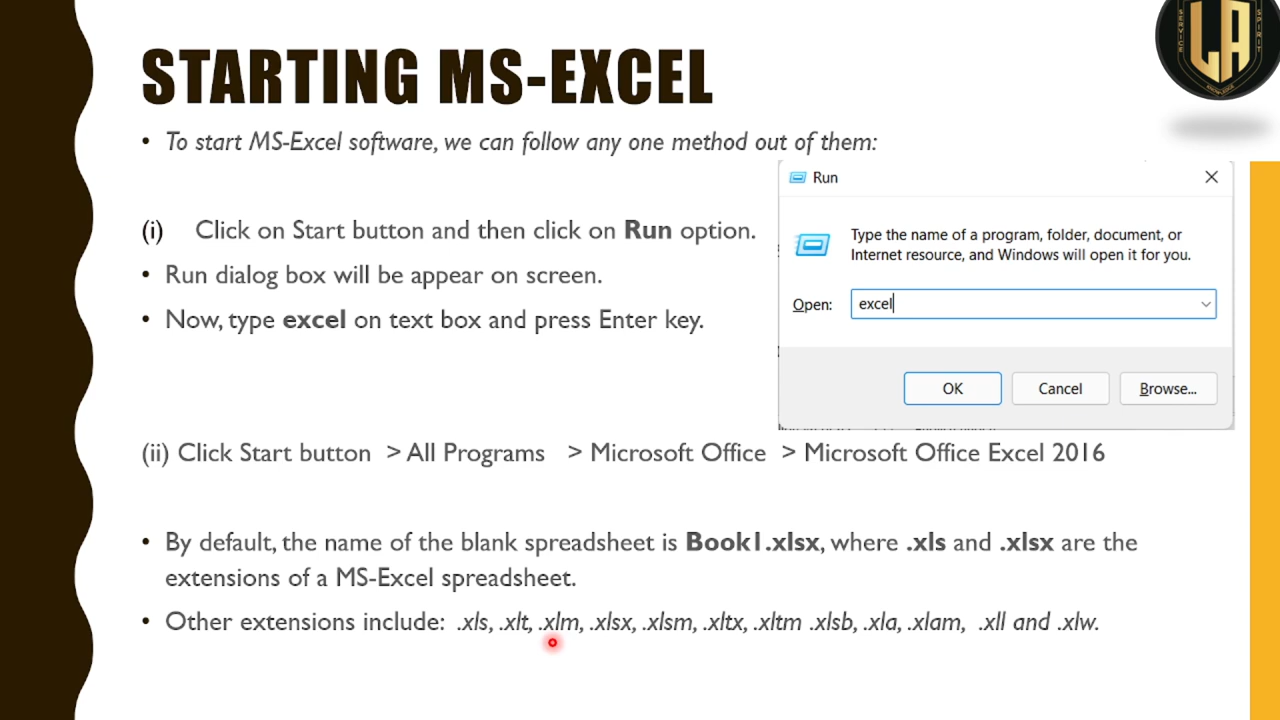 STARTING MS-EXCEL
• To start MS-Excel software, we can follow any one method out of them:
(i) Click on Start button and then click on Run option.
• Run dialog box will be appear on screen.
• Now, type excel on text box and press Enter key.
Run
Type the name of a program, folder, document, or
Internet resource, and Windows will open it for you.
Open: excel
OK Cancel Browse...
(ii) Click Start button > All Programs > Microsoft Office > Microsoft Office Excel 2016
• By default, the name of the blank spreadsheet is Book1.xlsx, where .xls and .xlsx are the
extensions of a MS-Excel spreadsheet.
• Other extensions include: .xls, .xlt, .xlm, .xlsx, .xlsm, .xltx, .xltm .xlsb, .xla, .xlam, .xll and .xlw.
SERVICE
LA
SPIRIT
KNOWLEDGE